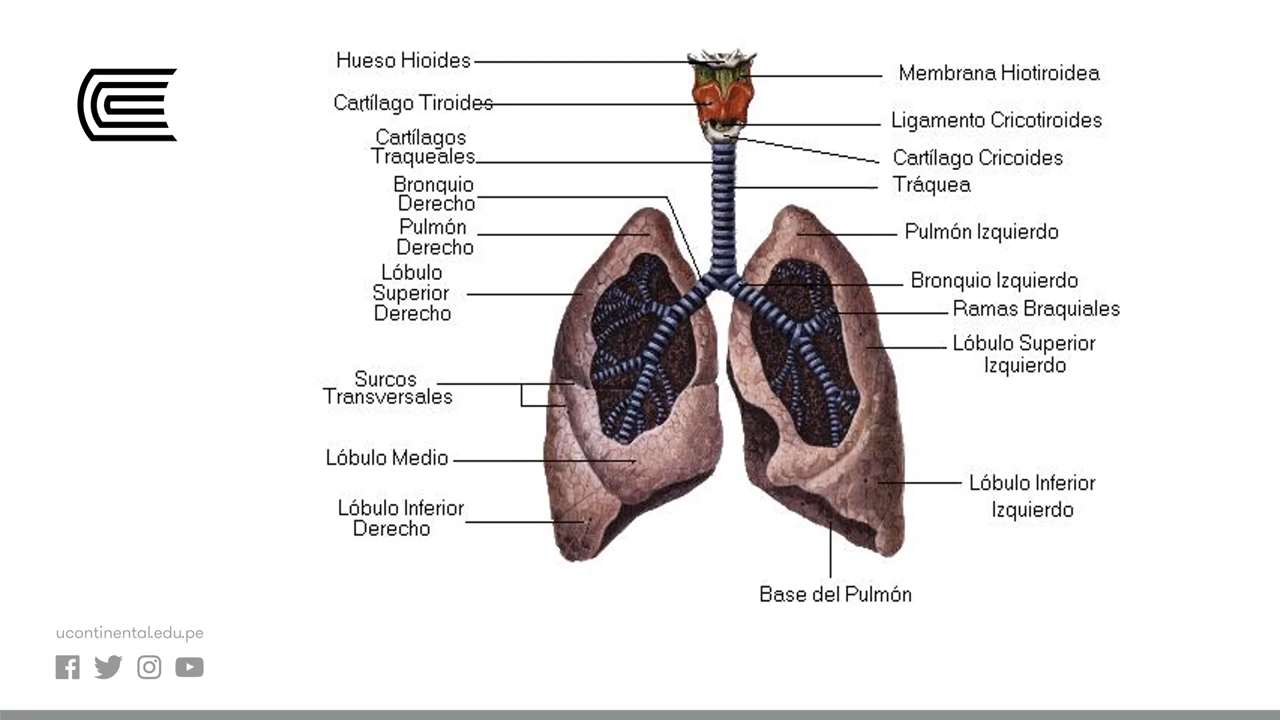 Hueso Hioides
Cartílago Tiroides
Cartílagos
Traqueales
Bronquio
Derecho
Pulmón
Derecho
Lóbulo
Superior
Derecho
Surcos
Transversales
Lóbulo Medio
Lóbulo Inferior
Derecho
Membrana Hiotiroidea
Ligamento Cricotiroides
Cartílago Cricoides
Tráquea
Pulmón Izquierdo
Bronquio Izquierdo
Ramas Braquiales
Lóbulo Superior
Izquierdo
Lóbulo Inferior
Izquierdo
Base del Pulmón
ucontinental.edu.pe